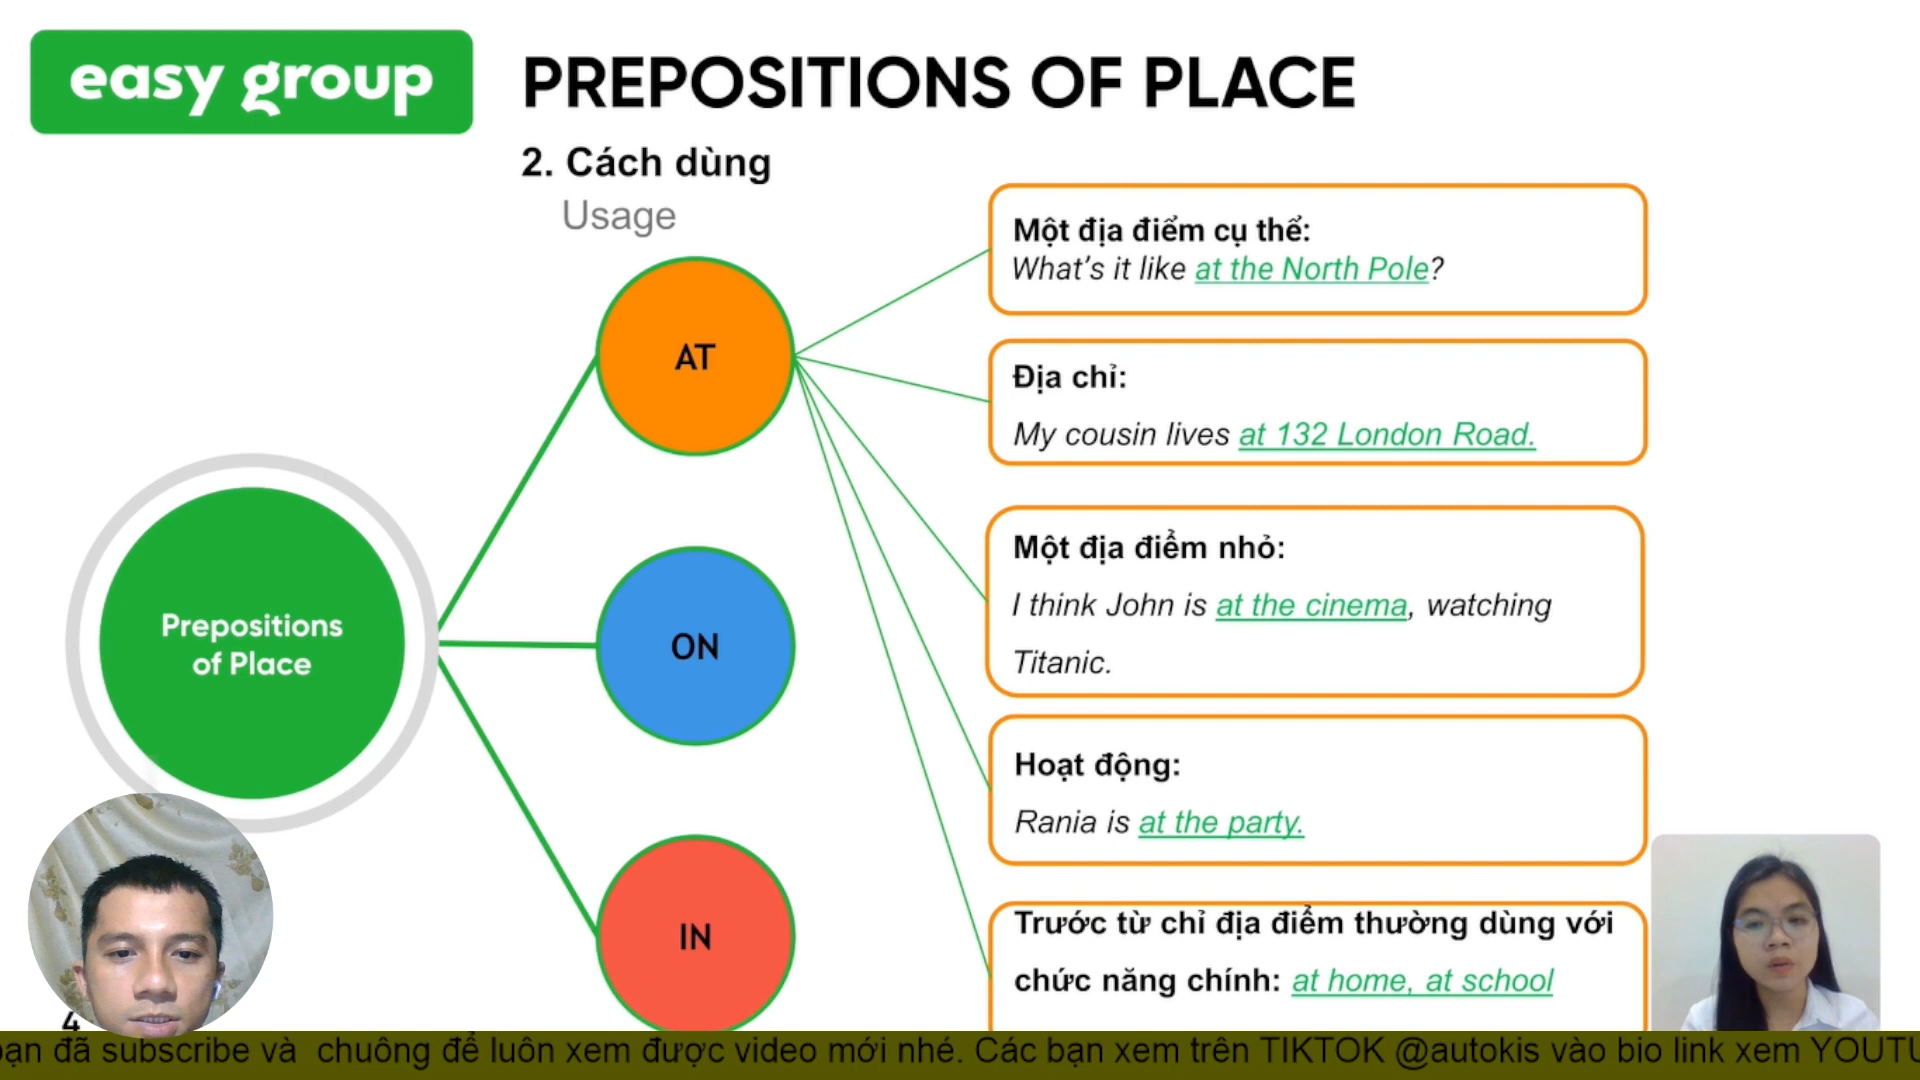 easy group
PREPOSITIONS OF PLACE
2. Cách dùng
Usage
Một địa điểm cụ thể:
What's it like at the North Pole?
AT
Địa chỉ:
My cousin lives at 132 London Road.
Một địa điểm nhỏ:
I think John is at the cinema, watching
Titanic.
Prepositions
of Place
ON
Hoạt động:
Rania is at the party.
IN
Trước từ chỉ địa điểm thường dùng với
chức năng chính: at home, at school
4
bạn đã subscribe và chuông để luôn xem được video mới nhé. Các bạn xem trên TIKTOK @autokis vào bio link xem YOUTU